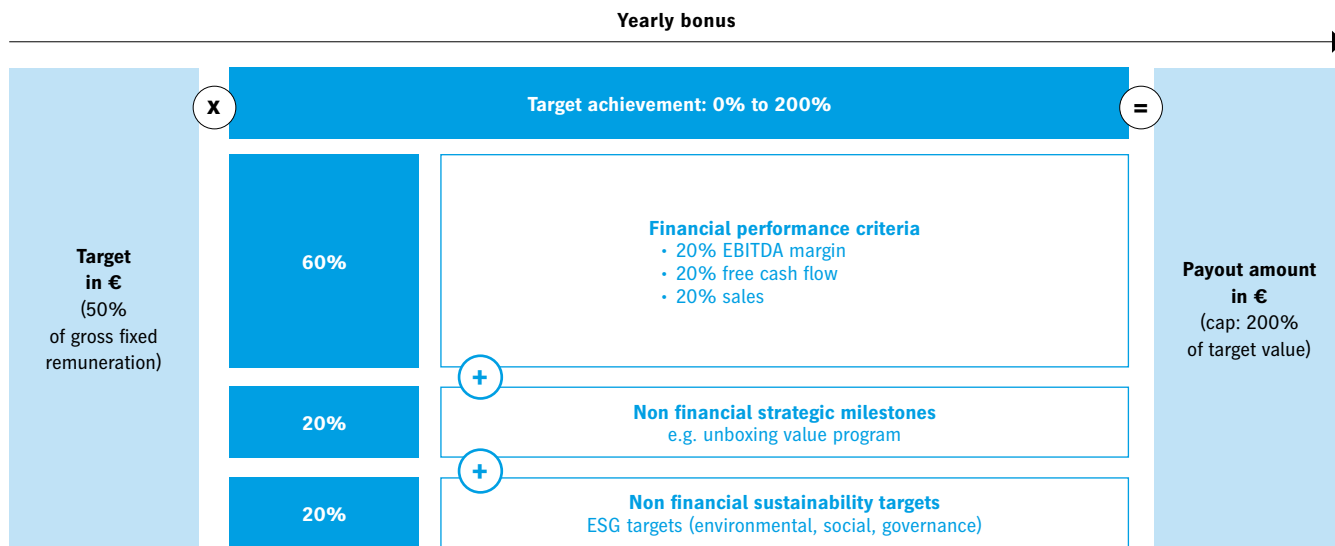 Yearly bonus
Target
in €
(50%
of gross fixed
remuneration)
X
Target achievement: 0% to 200%
=
60%
Financial performance criteria
• 20% EBITDA margin
• 20% free cash flow
• 20% sales
+
20%
Non financial strategic milestones
e.g. unboxing value program
+
20%
Non financial sustainability targets
ESG targets (environmental, social, governance)
Payout amount
in €
(cap: 200%
of target value)